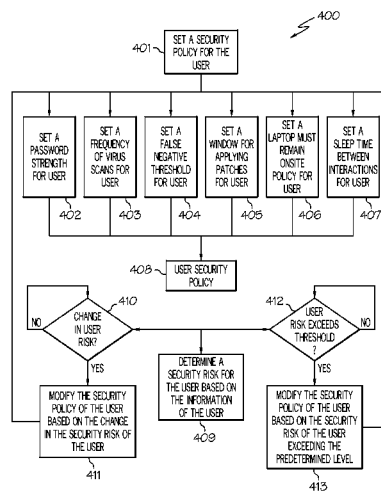 400
401
SET A SECURITY
POLICY FOR THE
USER
SET A
PASSWORD
STRENGTH
FOR USER
402
SET A
FREQUENCY
OF VIRUS
SCANS FOR
USER
403
SET A
FALSE
NEGATIVE
THRESHOLD
FOR USER
404
SET A
WINDOW FOR
APPLYING
PATCHES FOR
USER
405
SET A
LAPTOP MUST
REMAIN
ONSITE
POLICY FOR
USER
406
SET A
SLEEP TIME
BETWEEN
INTERACTIONS
FOR USER
407
408
USER SECURITY
POLICY
410
CHANGE
IN USER
RISK?
NO
YES
412
USER
RISK EXCEEDS
THRESHOLD
?
NO
YES
DETERMINE A
SECURITY RISK FOR
THE USER BASED ON
THE INFORMATION
OF THE USER
409
MODIFY THE SECURITY
POLICY OF THE USER
BASED ON THE CHANGE
IN THE SECURITY RISK OF
THE USER
411
MODIFY THE SECURITY
POLICY OF THE USER
BASED ON THE SECURITY
RISK OF THE USER
EXCEEDING THE
PREDETERMINED LEVEL
413